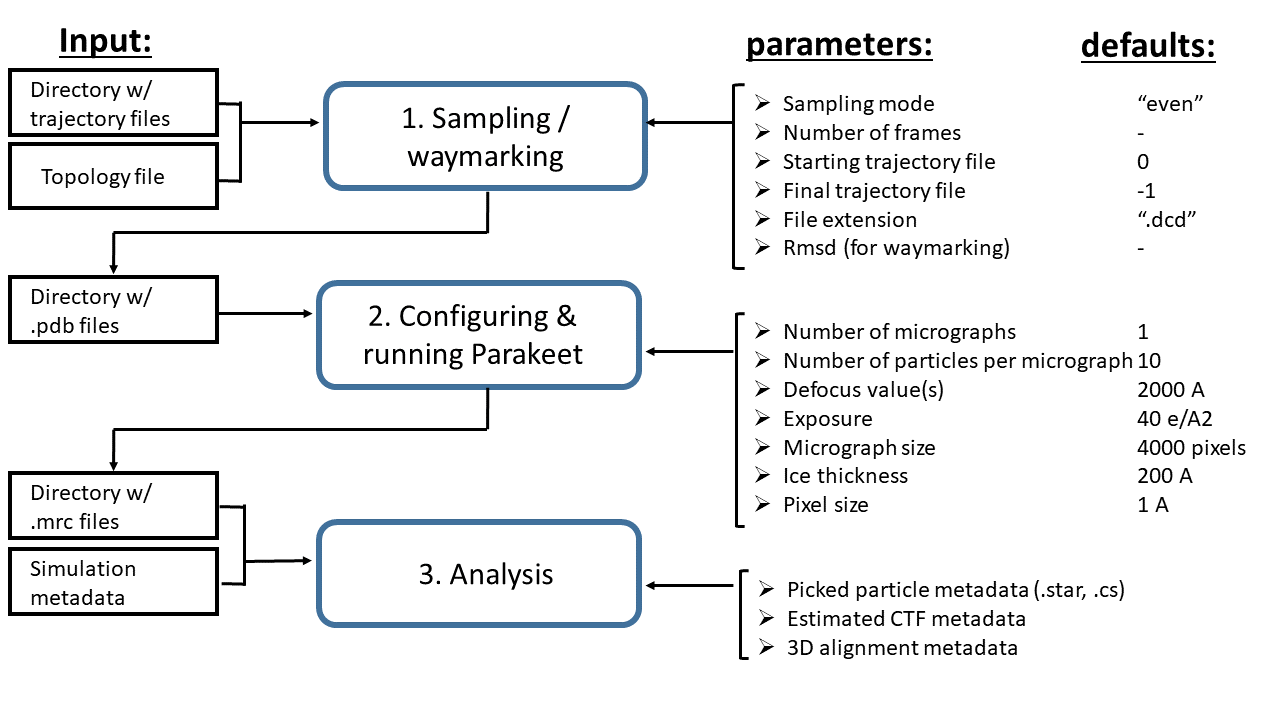 Input:
parameters:
defaults:
Directory w/
trajectory files
Topology file
1. Sampling /
waymarking
Sampling mode “even”
Number of frames -
Starting trajectory file 0
Final trajectory file -1
File extension “.dcd”
Rmsd (for waymarking) -
Directory w/
.pdb files
2. Configuring &
running Parakeet
Number of micrographs 1
Number of particles per micrograph 10
Defocus value(s) 2000 A
Exposure 40 e/A2
Micrograph size 4000 pixels
Ice thickness 200 A
Pixel size 1 A
Directory w/
.mrc files
Simulation
metadata
3. Analysis
Picked particle metadata (.star, .cs)
Estimated CTF metadata
3D alignment metadata